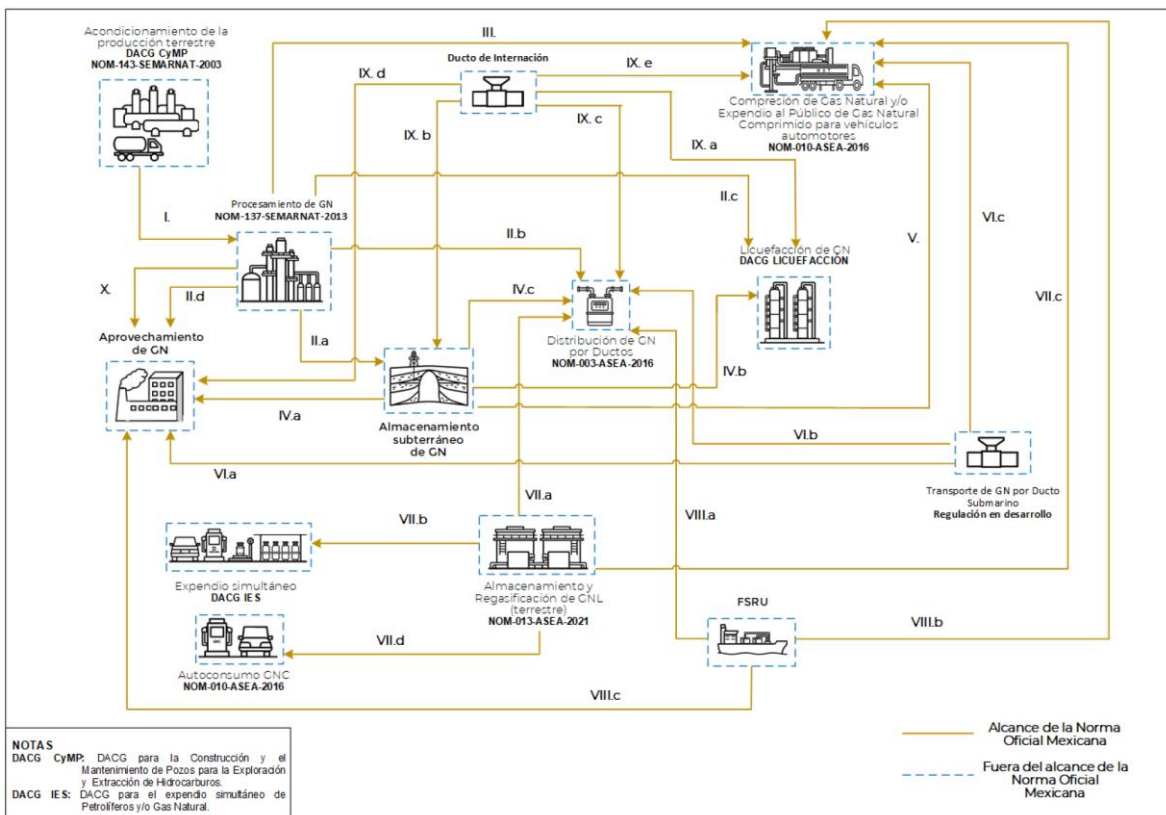 Acondicionamiento de la
producción terrestre
DACG CyMP
NOM-143-SEMARNAT-2003
III.
Ducto de Internación
IX. d
IX. e
IX. b
IX. c
IX. a
Compresión de Gas Natural y/o
Expendio al Público de Gas Natural
Comprimido para vehículos
automotores
NOM-010-ASEA-2016
I.
Procesamiento de GN
NOM-137-SEMARNAT-2013
II.c
II.b
V.
VI.c
Licuefacción de GN
DACG LICUEFACCIÓN
X.
II.d
IV.c
VII.c
Aprovechamiento
de GN
II.a
Distribución de GN
por Ductos
NOM-003-ASEA-2016
IV.b
IV.a
Almacenamiento
subterráneo
de GN
VI.b
VI.a
Transporte de GN por Ducto
Submarino
Regulación en desarrollo
VII.a
VIII.a
VII.b
Expendio simultáneo
DACG IES
Almacenamiento y
Regasificación de GNL
(terrestre)
NOM-013-ASEA-2021
FSRU
VIII.b
GNC
VII.d
Autoconsumo GNC
NOM-010-ASEA-2016
VIII.c
NOTAS
DACG CyMP: DACG para la Construcción y el
Mantenimiento de Pozos para la Exploración
y Extracción de Hidrocarburos.
DACG IES: DACG para el expendio simultáneo de
Petrolíferos y/o Gas Natural.
Alcance de la Norma
Oficial Mexicana
Fuera del alcance de la
Norma Oficial
Mexicana